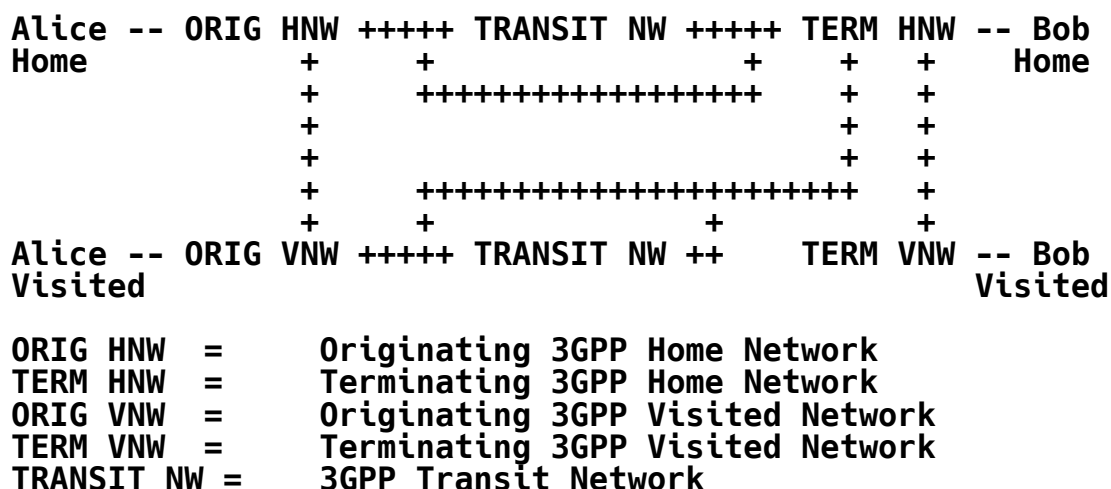 Alice -- ORIG HNW +++++ TRANSIT NW +++++ TERM HNW -- Bob
Home           +     +                +    +   +    Home
               +     ++++++++++++++++++    +   +
               +                           +   +
               +                           +   +
               +     +++++++++++++++++++++++   +
               +     +              +          +
Alice -- ORIG VNW +++++ TRANSIT NW ++    TERM VNW -- Bob
Visited                                           Visited
ORIG HNW  =     Originating 3GPP Home Network
TERM HNW  =     Terminating 3GPP Home Network
ORIG VNW  =     Originating 3GPP Visited Network
TERM VNW  =     Terminating 3GPP Visited Network
TRANSIT NW =    3GPP Transit Network